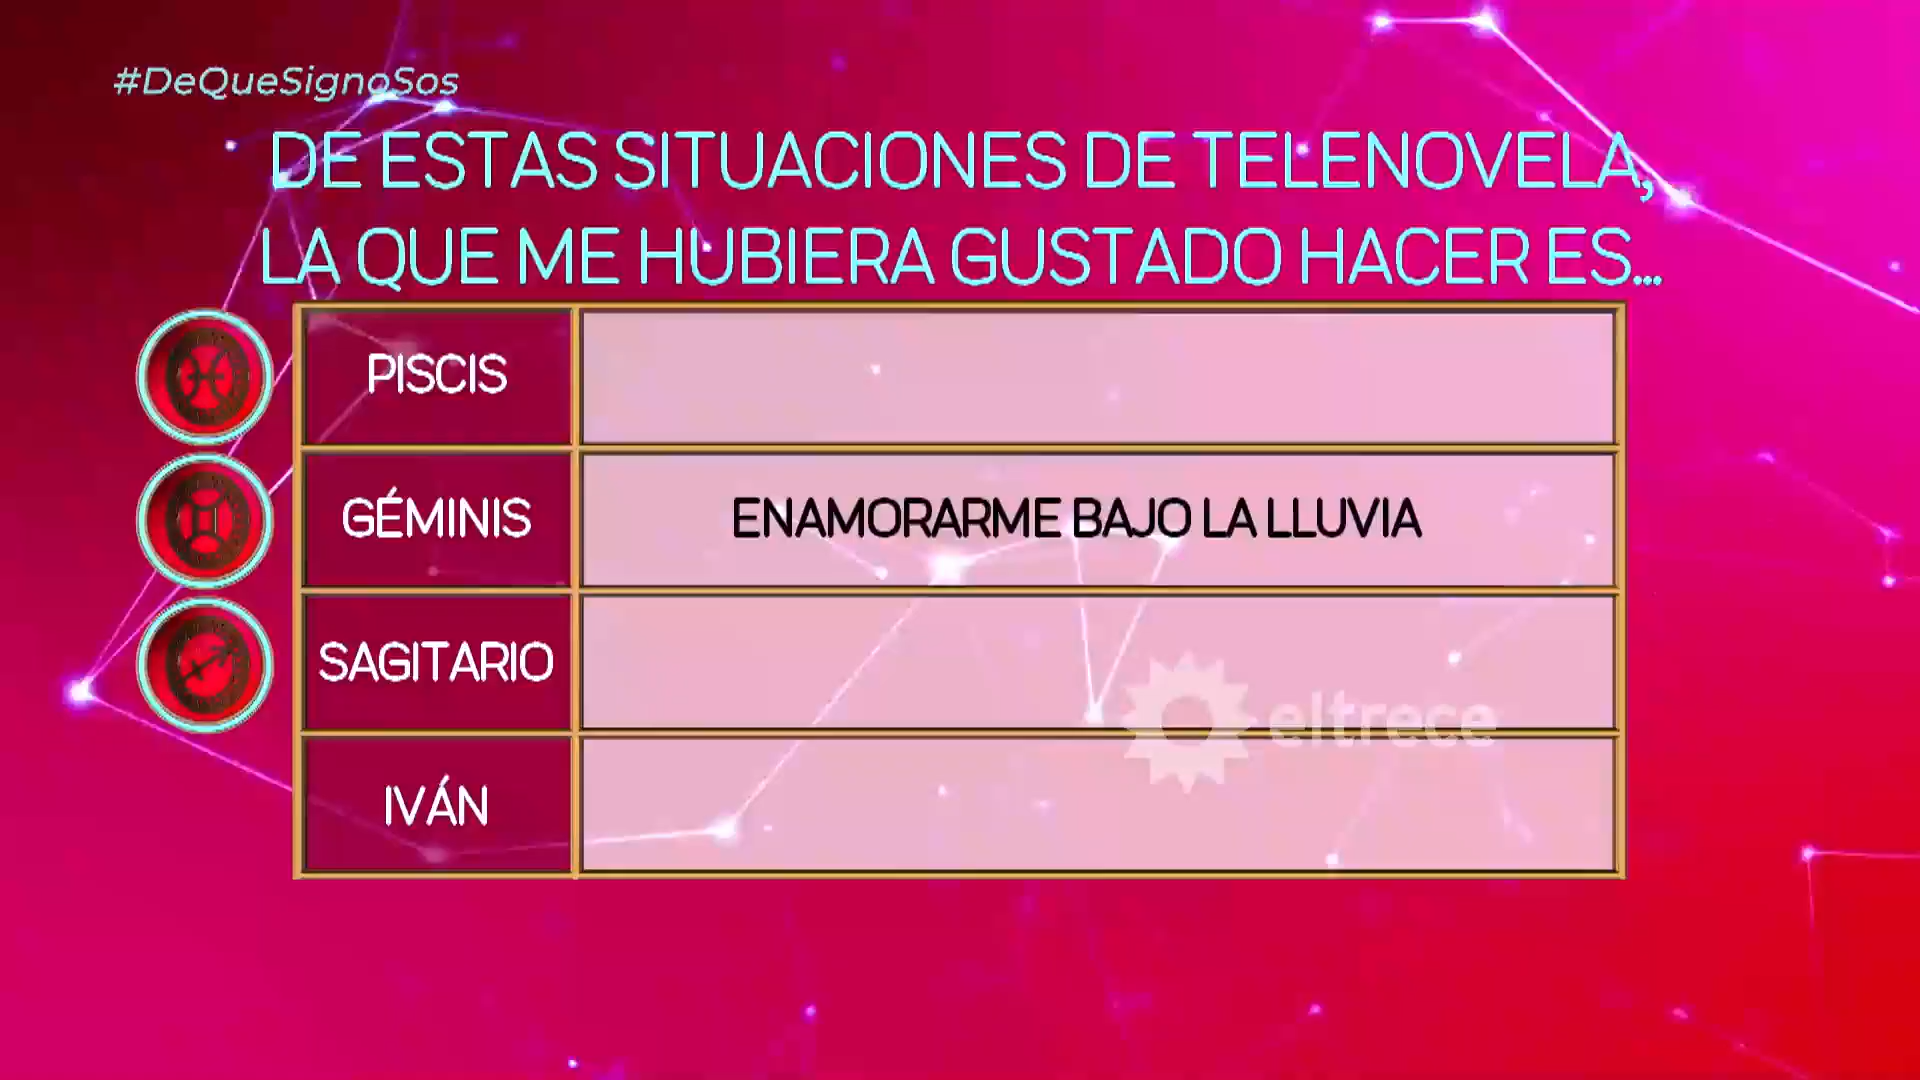 #DeQueSignoSos
DE ESTAS SITUACIONES DE TELENOVELA,
LA QUE ME HUBIERA GUSTADO HACER ES...
PISCIS
GÉMINIS
ENAMORARME BAJO LA LLUVIA
SAGITARIO
eltrece
IVÁN